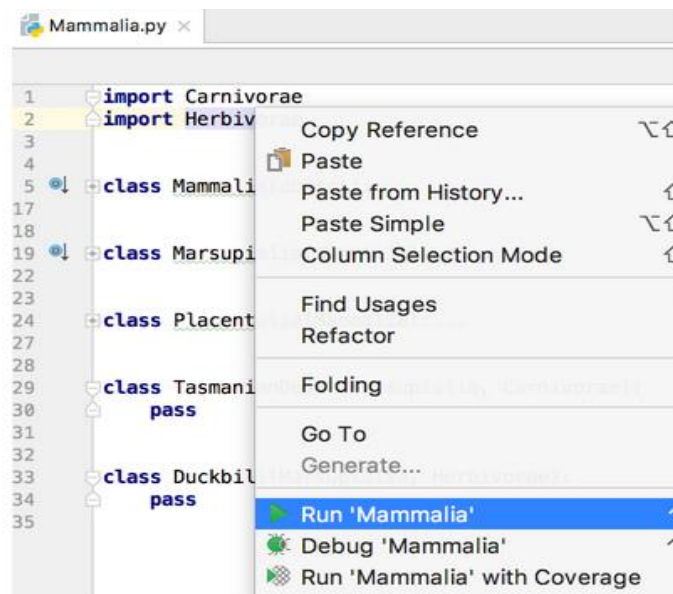 Mammalia.py
1 import Carnivorae
2 import Herbiv
3
4
5 class Mammali
17
18
19 class Marsupi
22
23
24 class Placent
27
28
29 class Tasmani
30 pass
31
32
33 class Duckbil
34 pass
35
Copy Reference ⌥⇧
Paste
Paste from History... ⇧
Paste Simple ⌥⇧
Column Selection Mode ⇧
Find Usages
Refactor
Folding
Go To
Generate...
Run 'Mammalia'
Debug 'Mammalia'
Run 'Mammalia' with Coverage